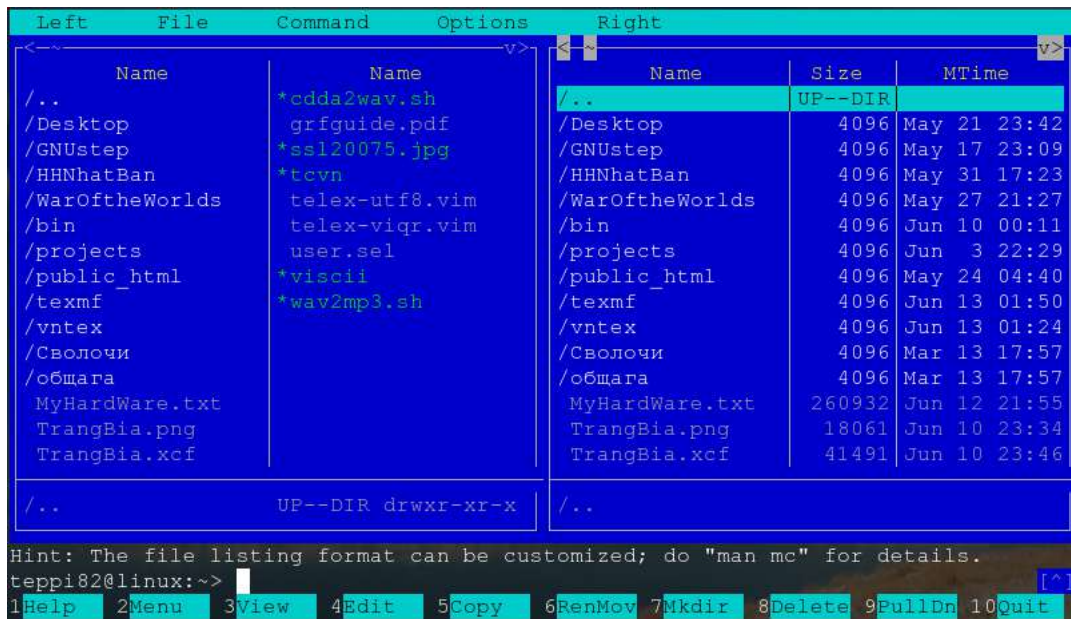 Left File Command Options Right
<—~ v> < ~ v>
Name Name Name Size MTime
/.. *cdda2wav.sh /.. UP--DIR
/Desktop grfguide.pdf /Desktop 4096 May 21 23:42
/GNUstep *ssl20075.jpg /GNUstep 4096 May 17 23:09
/HHNhatBan *tcvn /HHNhatBan 4096 May 31 17:23
/WarOftheWorlds telex-utf8.vim /WarOftheWorlds 4096 May 27 21:27
/bin telex-viqr.vim /bin 4096 Jun 10 00:11
/projects user.sel /projects 4096 Jun 3 22:29
/public_html *viscii /public_html 4096 May 24 04:40
/texmf *wav2mp3.sh /texmf 4096 Jun 13 01:50
/vntex /vntex 4096 Jun 13 01:24
/Сволочи /Сволочи 4096 Mar 13 17:57
/общага /общага 4096 Mar 13 17:57
MyHardWare.txt MyHardWare.txt 260932 Jun 12 21:55
TrangBia.png TrangBia.png 18061 Jun 10 23:34
TrangBia.xcf TrangBia.xcf 41491 Jun 10 23:46
/.. UP--DIR drwxr-xr-x /..
Hint: The file listing format can be customized; do "man mc" for details.
teppi82@linux:~> [^]
1Help 2Menu 3View 4Edit 5Copy 6RenMov 7Mkdir 8Delete 9PullDn 10Quit